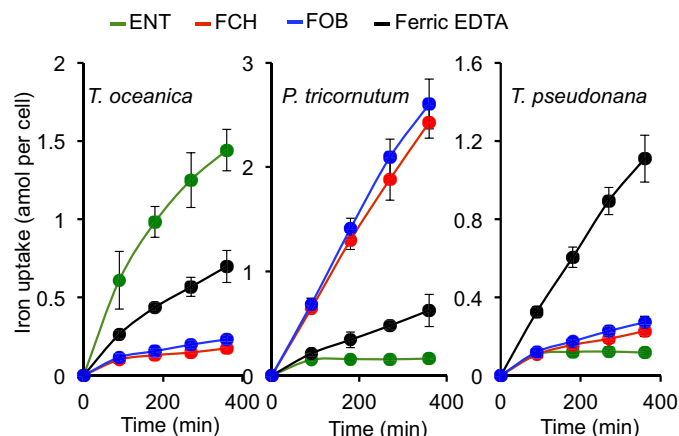 ENT FCH FOB Ferric EDTA
T. oceanica P. tricornutum T. pseudonana
Iron uptake (amol per cell)
2
1.5
1
0.5
0
0 200 400
Time (min)
3
2
1
0
0 200 400
Time (min)
1.6
1.2
0.8
0.4
0
0 200 400
Time (min)